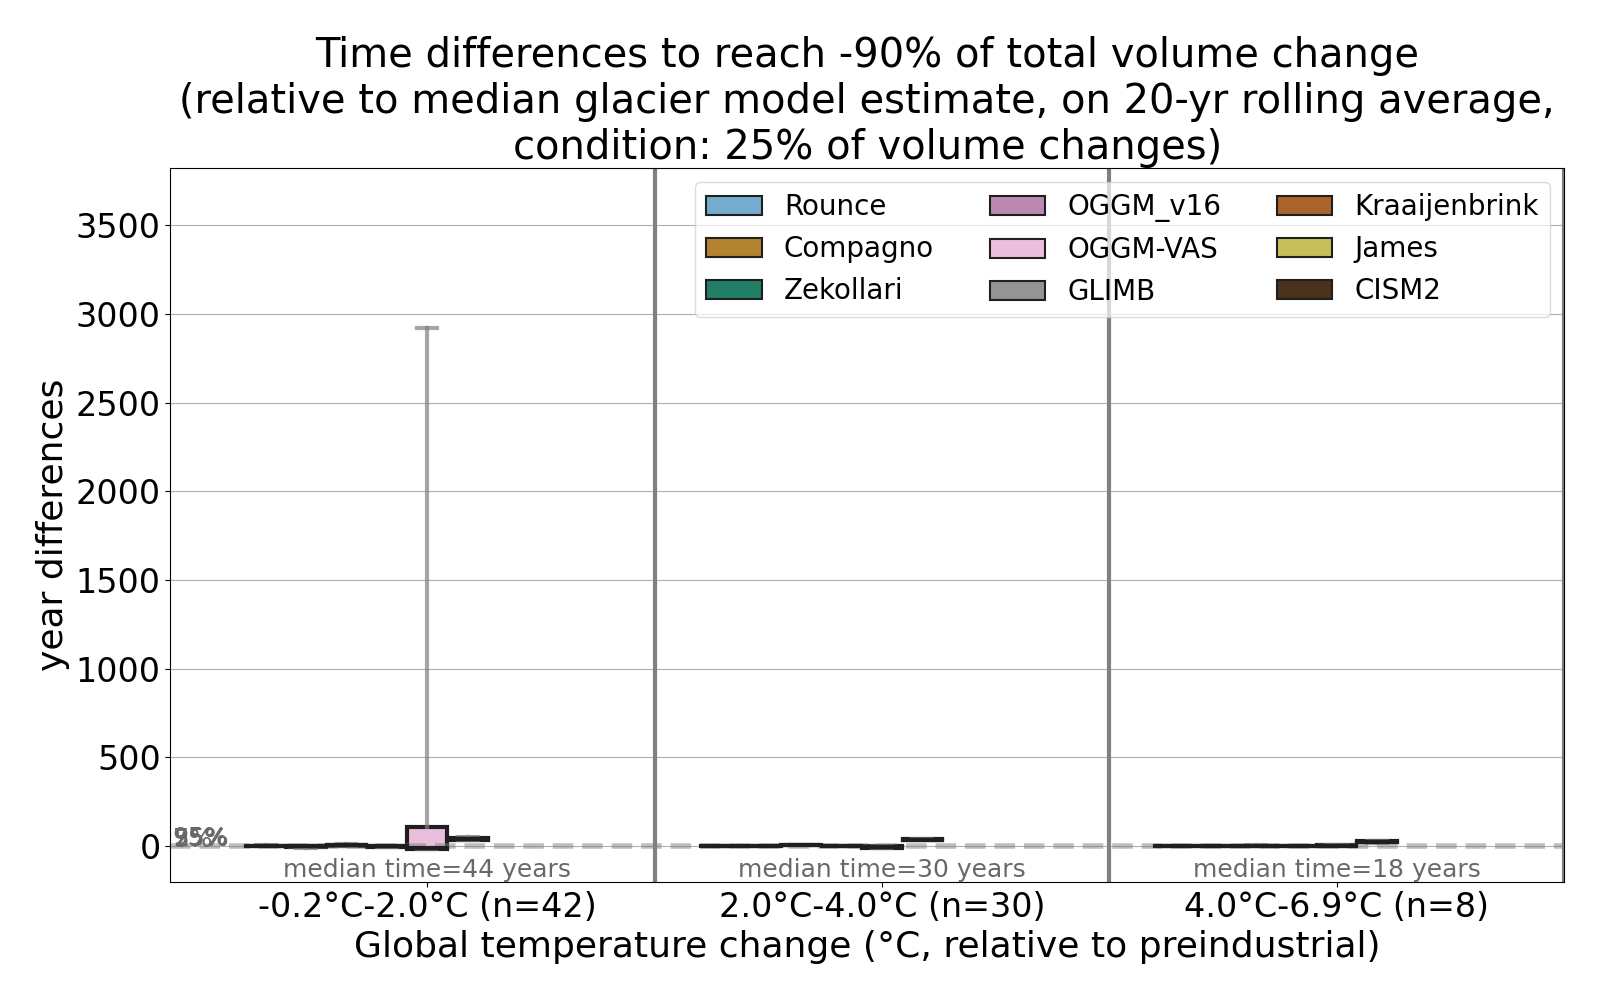 Time differences to reach -90% of total volume change
(relative to median glacier model estimate, on 20-yr rolling average,
condition: 25% of volume changes)
Rounce
Compagno
Zekollari
OGGM_v16
OGGM-VAS
GLIMB
Kraaijenbrink
James
CISM2
year differences
3500
3000
2500
2000
1500
1000
500
0
median time=44 years
median time=30 years
median time=18 years
-0.2°C-2.0°C (n=42)
2.0°C-4.0°C (n=30)
4.0°C-6.9°C (n=8)
Global temperature change (°C, relative to preindustrial)